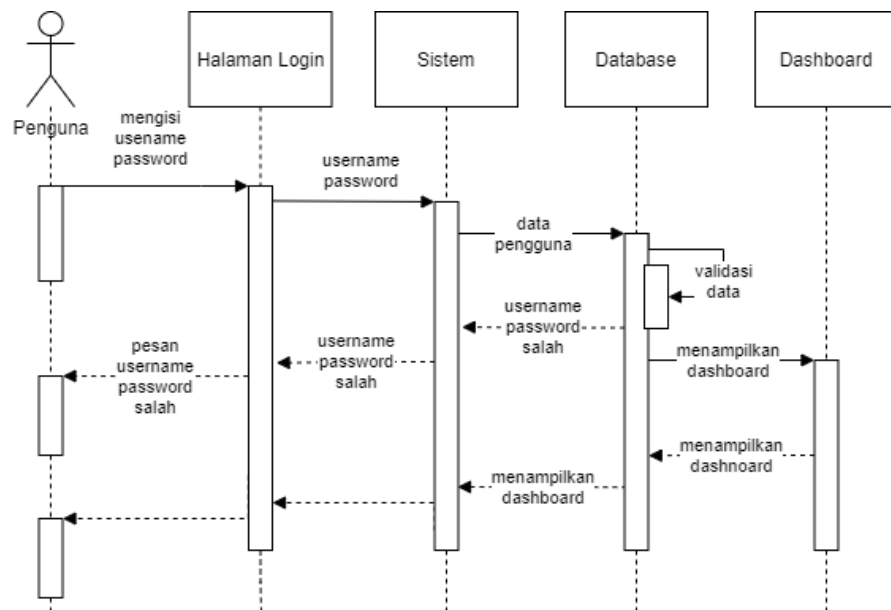 Halaman Login
Sistem
Database
Dashboard
Penguna
mengisi
usename
password
username
password
data
pengguna
validasi
data
username
password
salah
username
password
salah
pesan
username
password
salah
menampilkan
dashboard
menampilkan
dashnoard
menampilkan
dashboard